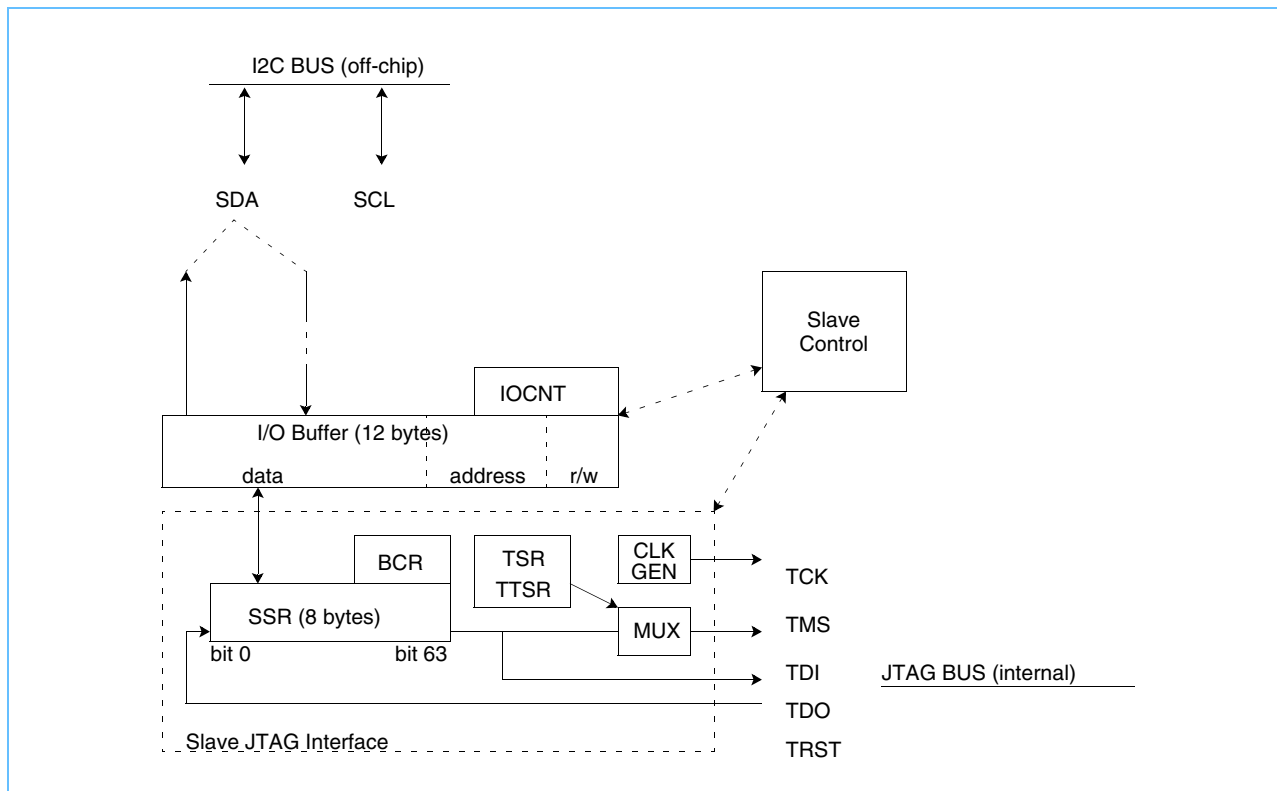 I2C BUS (off-chip)
SDA
SCL
Slave
Control
IOCNT
I/O Buffer (12 bytes)
data
address
r/w
BCR
TSR
TTSR
CLK
GEN
TCK
SSR (8 bytes)
MUX
TMS
bit 0
bit 63
TDI
JTAG BUS (internal)
TDO
Slave JTAG Interface
TRST